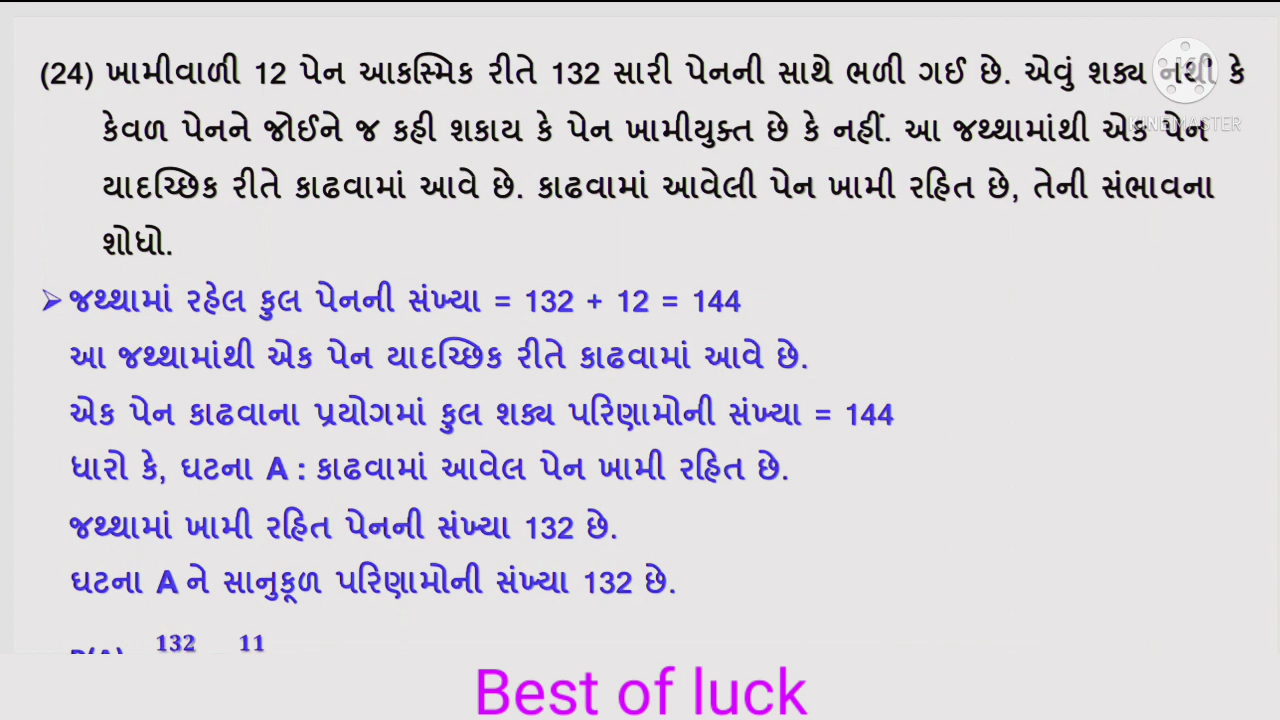 (24) ખામીવાળી 12 પેન આકસ્મિક રીતે 132 સારી પેનની સાથે ભળી ગઈ છે. એવું શક્ય નથી કે
કેવળ પેનને જોઈને જ કહી શકાય કે પેન ખામીયુક્ત છે કે નહીં. આ જથ્થામાંથી એક પેન
KINEMASTER
યાદચ્છિક રીતે કાઢવામાં આવે છે. કાઢવામાં આવેલી પેન ખામી રહિત છે, તેની સંભાવના
શોધો.
➢ જથ્થામાં રહેલ કુલ પેનની સંખ્યા = 132 + 12 = 144
આ જથ્થામાંથી એક પેન યાદચ્છિક રીતે કાઢવામાં આવે છે.
એક પેન કાઢવાના પ્રયોગમાં કુલ શક્ય પરિણામોની સંખ્યા = 144
ધારો કે, ઘટના A : કાઢવામાં આવેલ પેન ખામી રહિત છે.
જથ્થામાં ખામી રહિત પેનની સંખ્યા 132 છે.
ઘટના A ને સાનુકૂળ પરિણામોની સંખ્યા 132 છે.
132 11
Best of luck